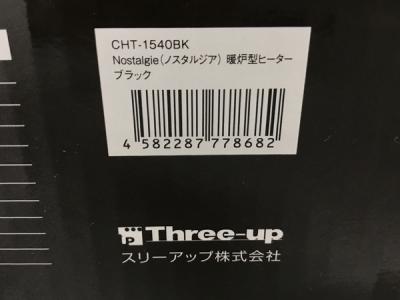 CHT-1540BK
Nostalgie(ノスタルジア) 暖炉型ヒーター
ブラック
4 582287 778682
P Three-up
スリーアップ株式会社